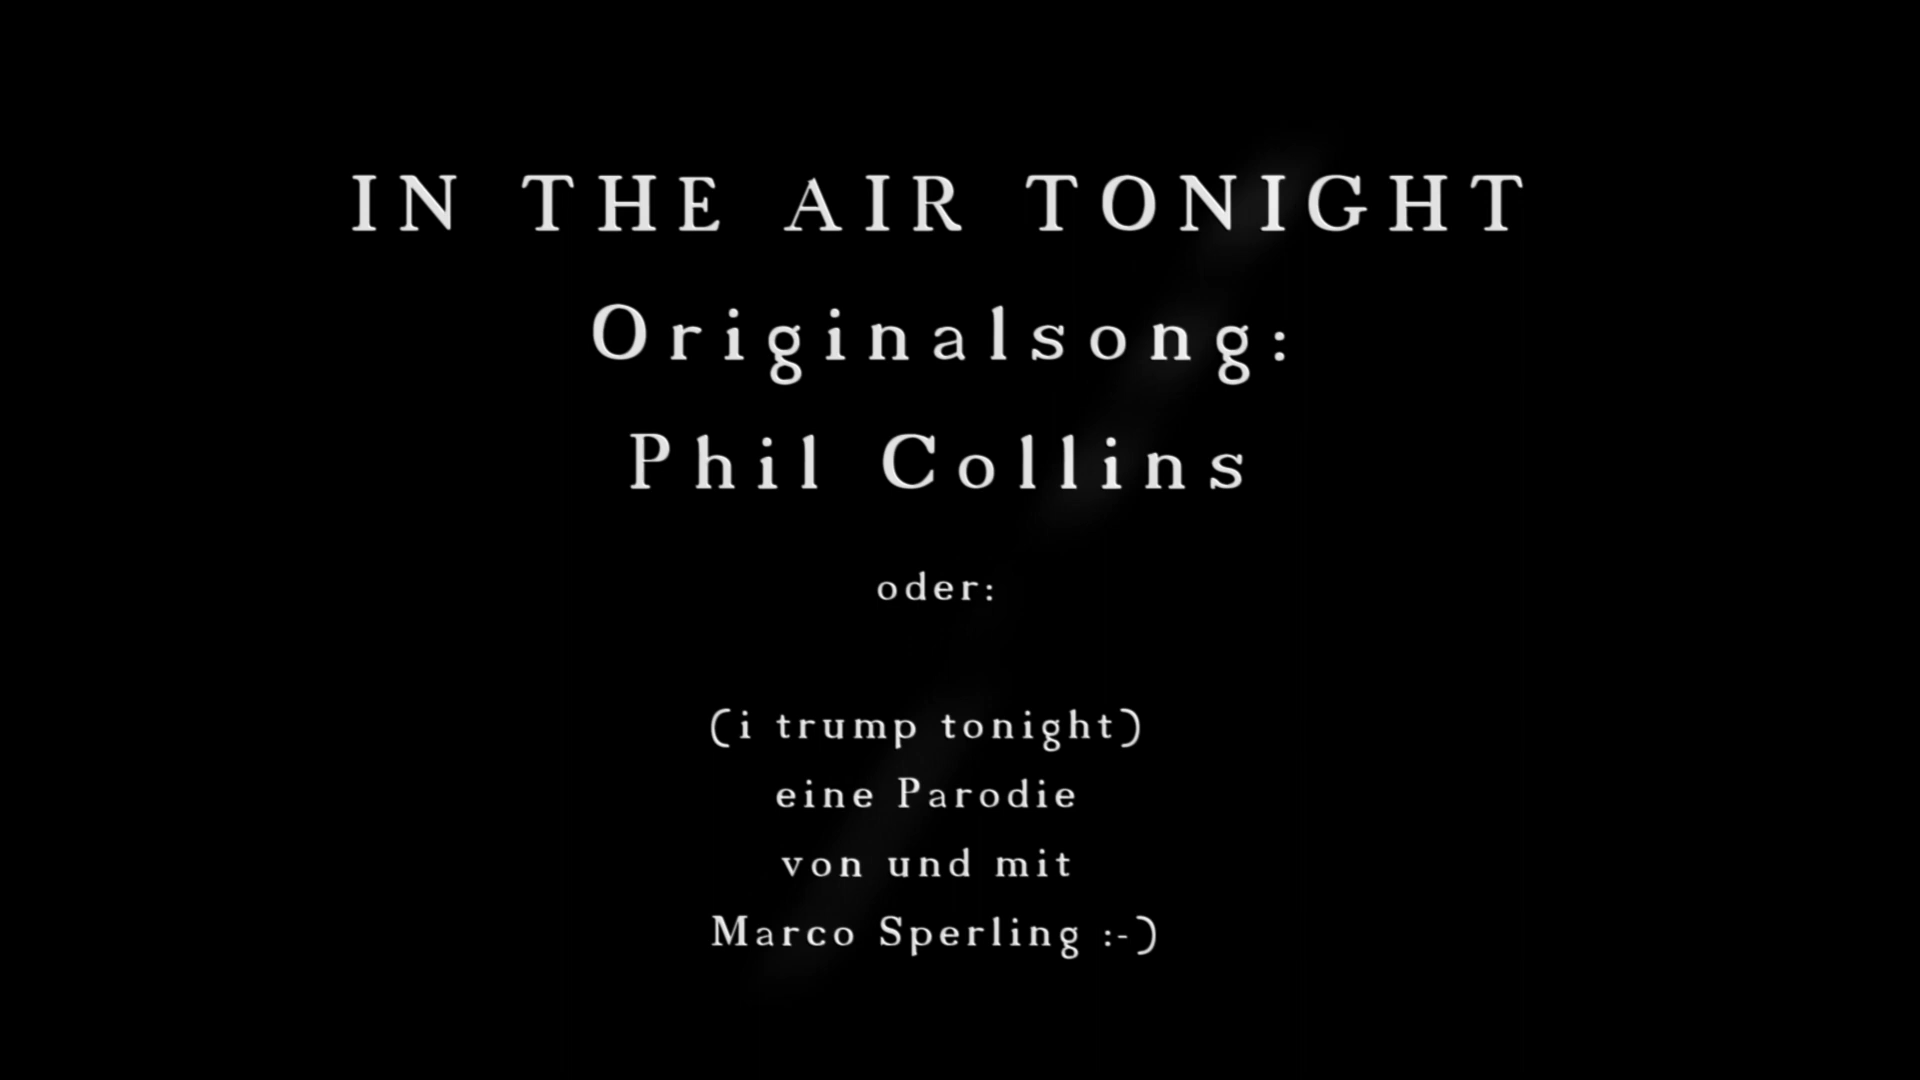 IN THE AIR TONIGHT
Originalsong:
Phil Collins
oder:
(i trump tonight)
eine Parodie
von und mit
Marco Sperling :-)